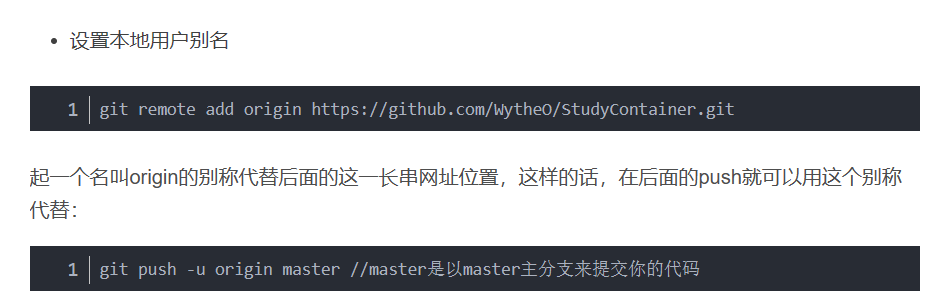 设置本地用户别名
1 git remote add origin https://github.com/WytheO/StudyContainer.git
起一个名叫origin的别称代替后面的这一长串网址位置，这样的话，在后面的push就可以用这个别称
代替：
1 git push -u origin master //master是以master主分支来提交你的代码